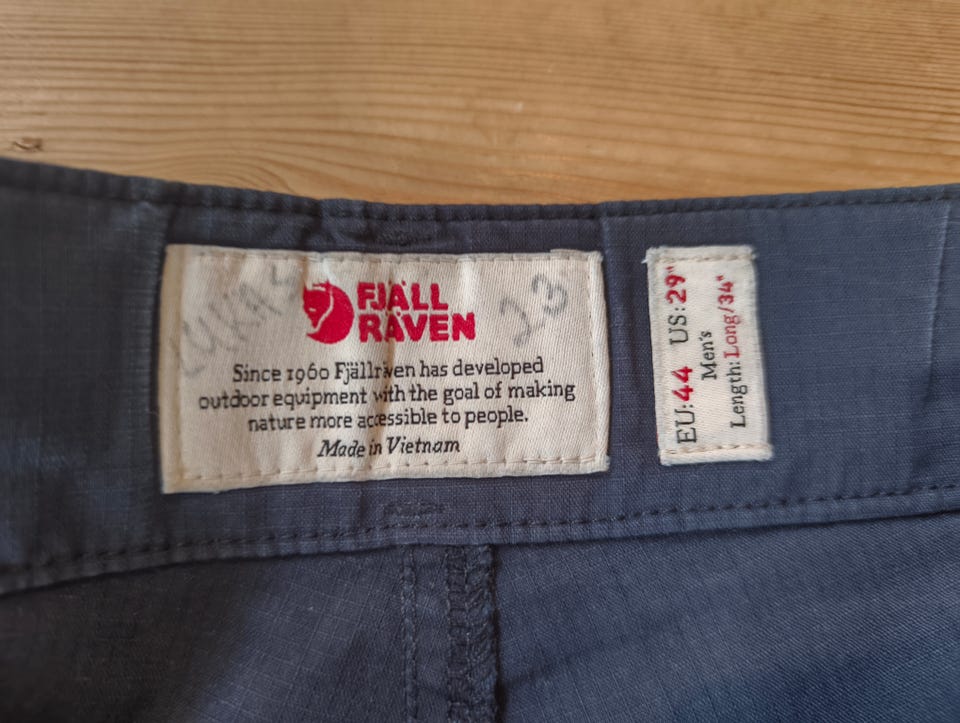 FJÄLL
RÄVEN
23
Since 1960 Fjällräven has developed
outdoor equipment with the goal of making
nature more accessible to people.
Made in Vietnam
EU: 44 US: 29"
Men's
Length: Long/34"